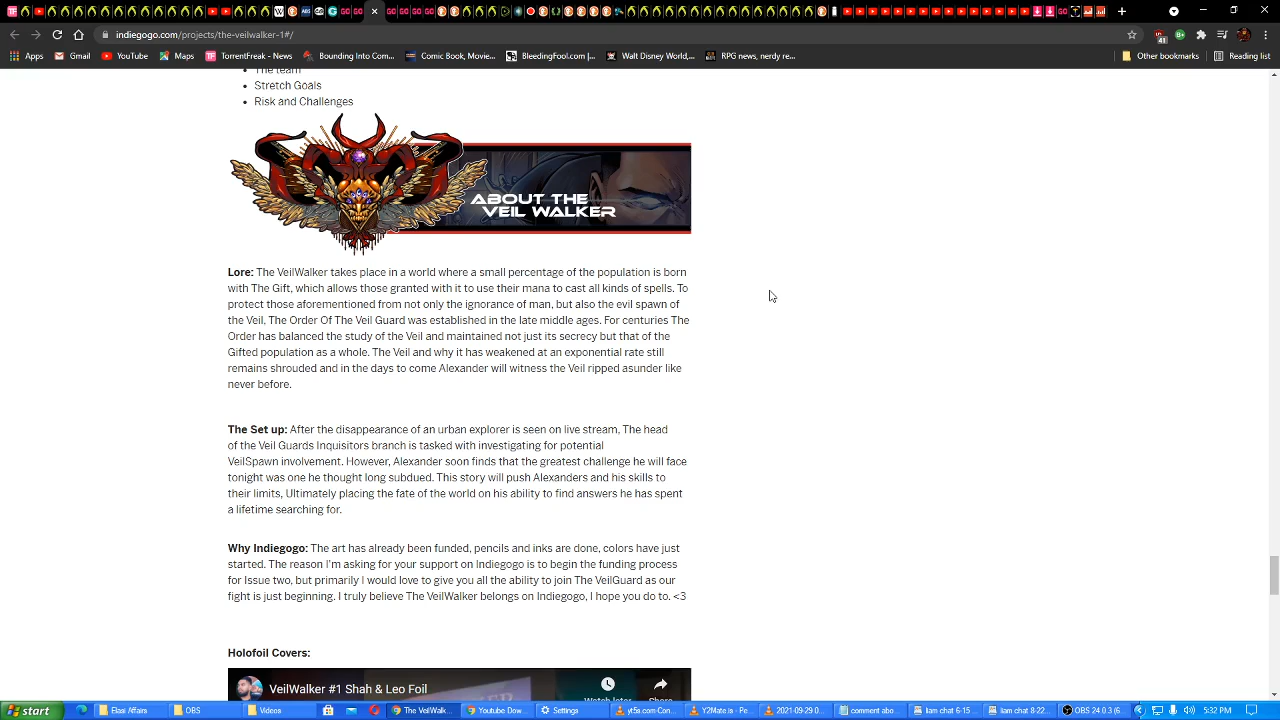 indiegogo.com/projects/the-veilwalker-1#/
41
Apps
Gmail
YouTube
Maps
TorrentFreak - News
Bounding Into Com...
Comic Book, Movie...
BleedingFool.com |...
Walt Disney World,...
RPG news, nerdy re...
Other bookmarks
Reading list
• The team
• Stretch Goals
• Risk and Challenges
ABOUT THE
VEIL WALKER
Lore: The VeilWalker takes place in a world where a small percentage of the population is born
with The Gift, which allows those granted with it to use their mana to cast all kinds of spells. To
protect those aforementioned from not only the ignorance of man, but also the evil spawn of
the Veil, The Order Of The Veil Guard was established in the late middle ages. For centuries The
Order has balanced the study of the Veil and maintained not just its secrecy but that of the
Gifted population as a whole. The Veil and why it has weakened at an exponential rate still
remains shrouded and in the days to come Alexander will witness the Veil ripped asunder like
never before.
The Set up: After the disappearance of an urban explorer is seen on live stream, The head
of the Veil Guards Inquisitors branch is tasked with investigating for potential
VeilSpawn involvement. However, Alexander soon finds that the greatest challenge he will face
tonight was one he thought long subdued. This story will push Alexanders and his skills to
their limits, Ultimately placing the fate of the world on his ability to find answers he has spent
a lifetime searching for.
Why Indiegogo: The art has already been funded, pencils and inks are done, colors have just
started. The reason I'm asking for your support on Indiegogo is to begin the funding process
for Issue two, but primarily I would love to give you all the ability to join The VeilGuard as our
fight is just beginning. I truly believe The VeilWalker belongs on Indiegogo, I hope you do to. <3
Holofoil Covers:
VeilWalker #1 Shah & Leo Foil
Watch later
Share
start
Elasi Affairs
OBS
Videos
The VeilWalk...
Youtube Dow...
Settings
yt5s.com-Con...
Y2Mate.is - Pe...
2021-09-29 0...
comment abo...
liam chat 6-15 ...
liam chat 8-22...
OBS 24.0.3 (6...
5:32 PM